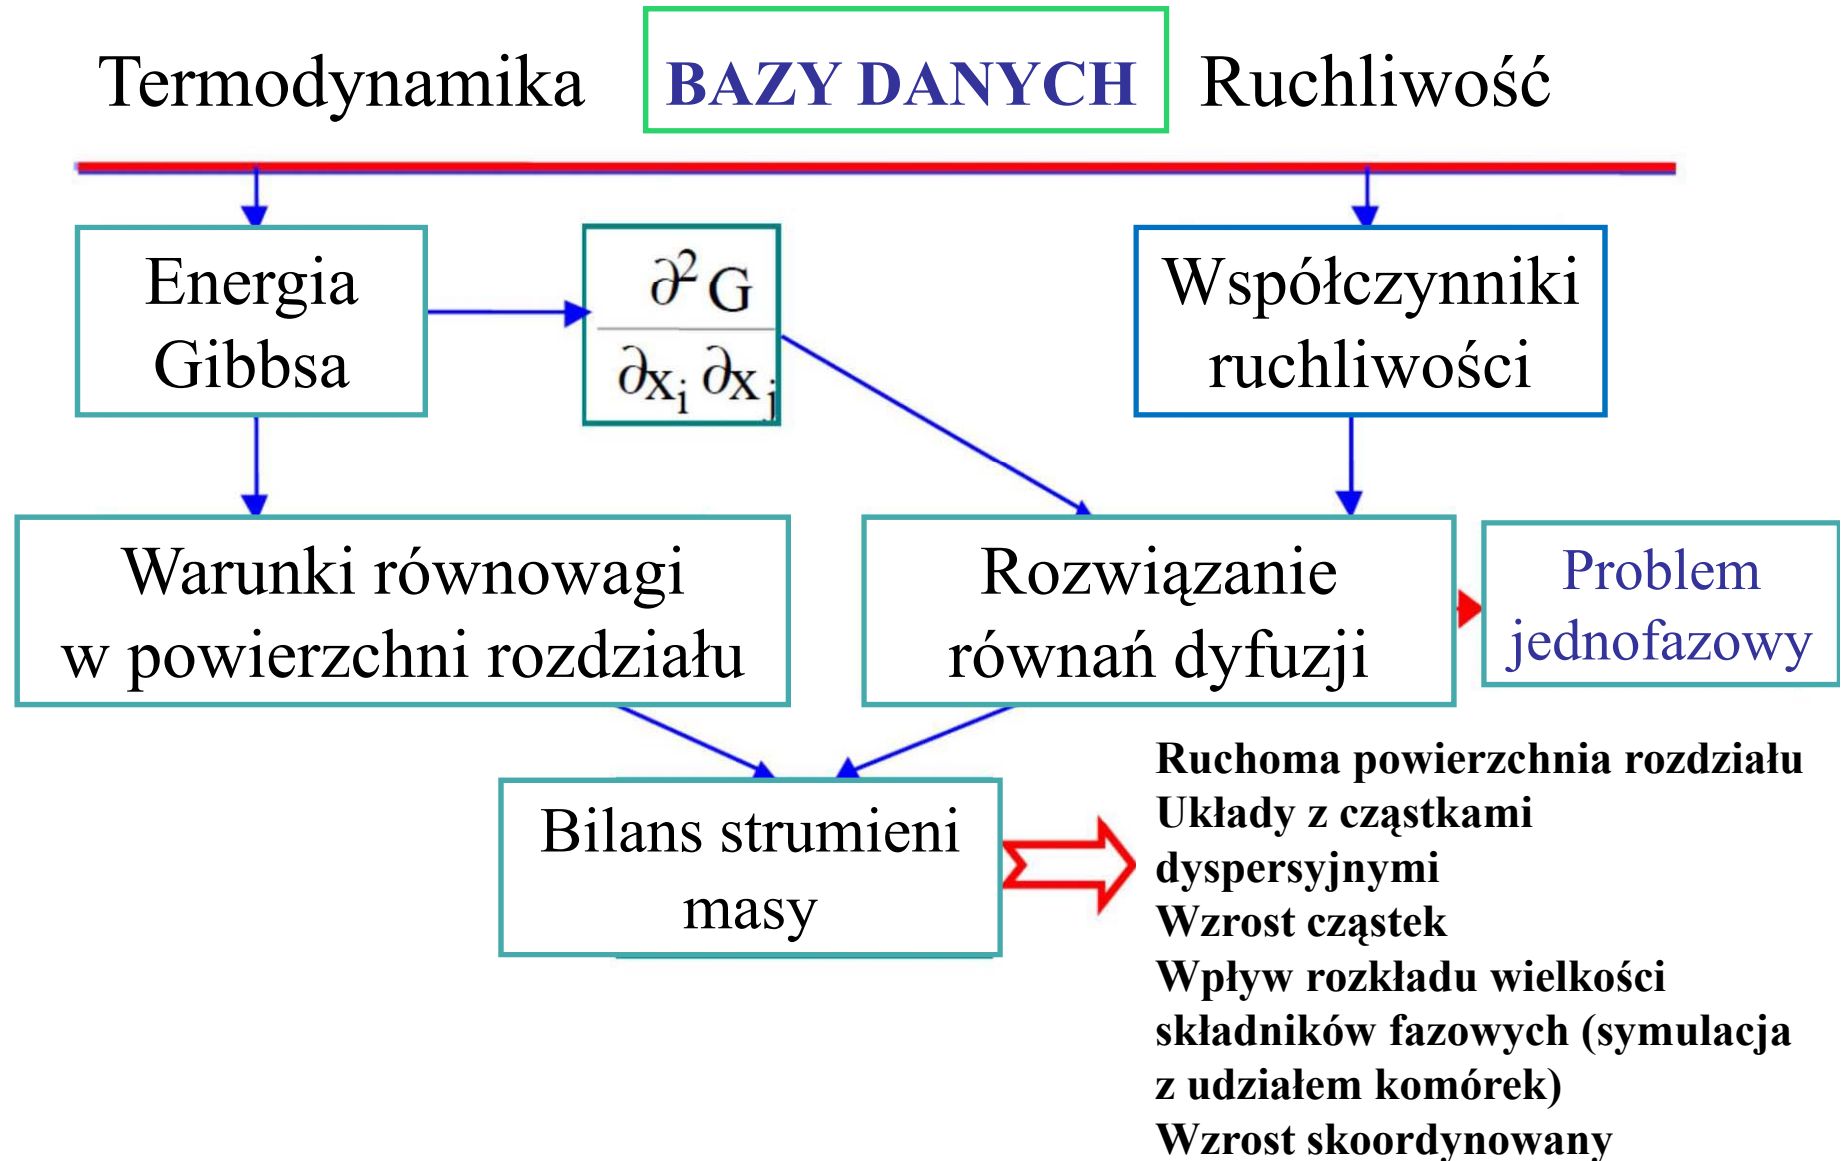 Termodynamika BAZY DANYCH Ruchliwość
Energia
Gibbsa
∂² G
∂xᵢ ∂xⱼ
Współczynniki
ruchliwości
Warunki równowagi
w powierzchni rozdziału
Rozwiązanie
równań dyfuzji
Problem
jednofazowy
Bilans strumieni
masy
Ruchoma powierzchnia rozdziału
Układy z cząstkami
dyspersyjnymi
Wzrost cząstek
Wpływ rozkładu wielkości
składników fazowych (symulacja
z udziałem komórek)
Wzrost skoordynowany